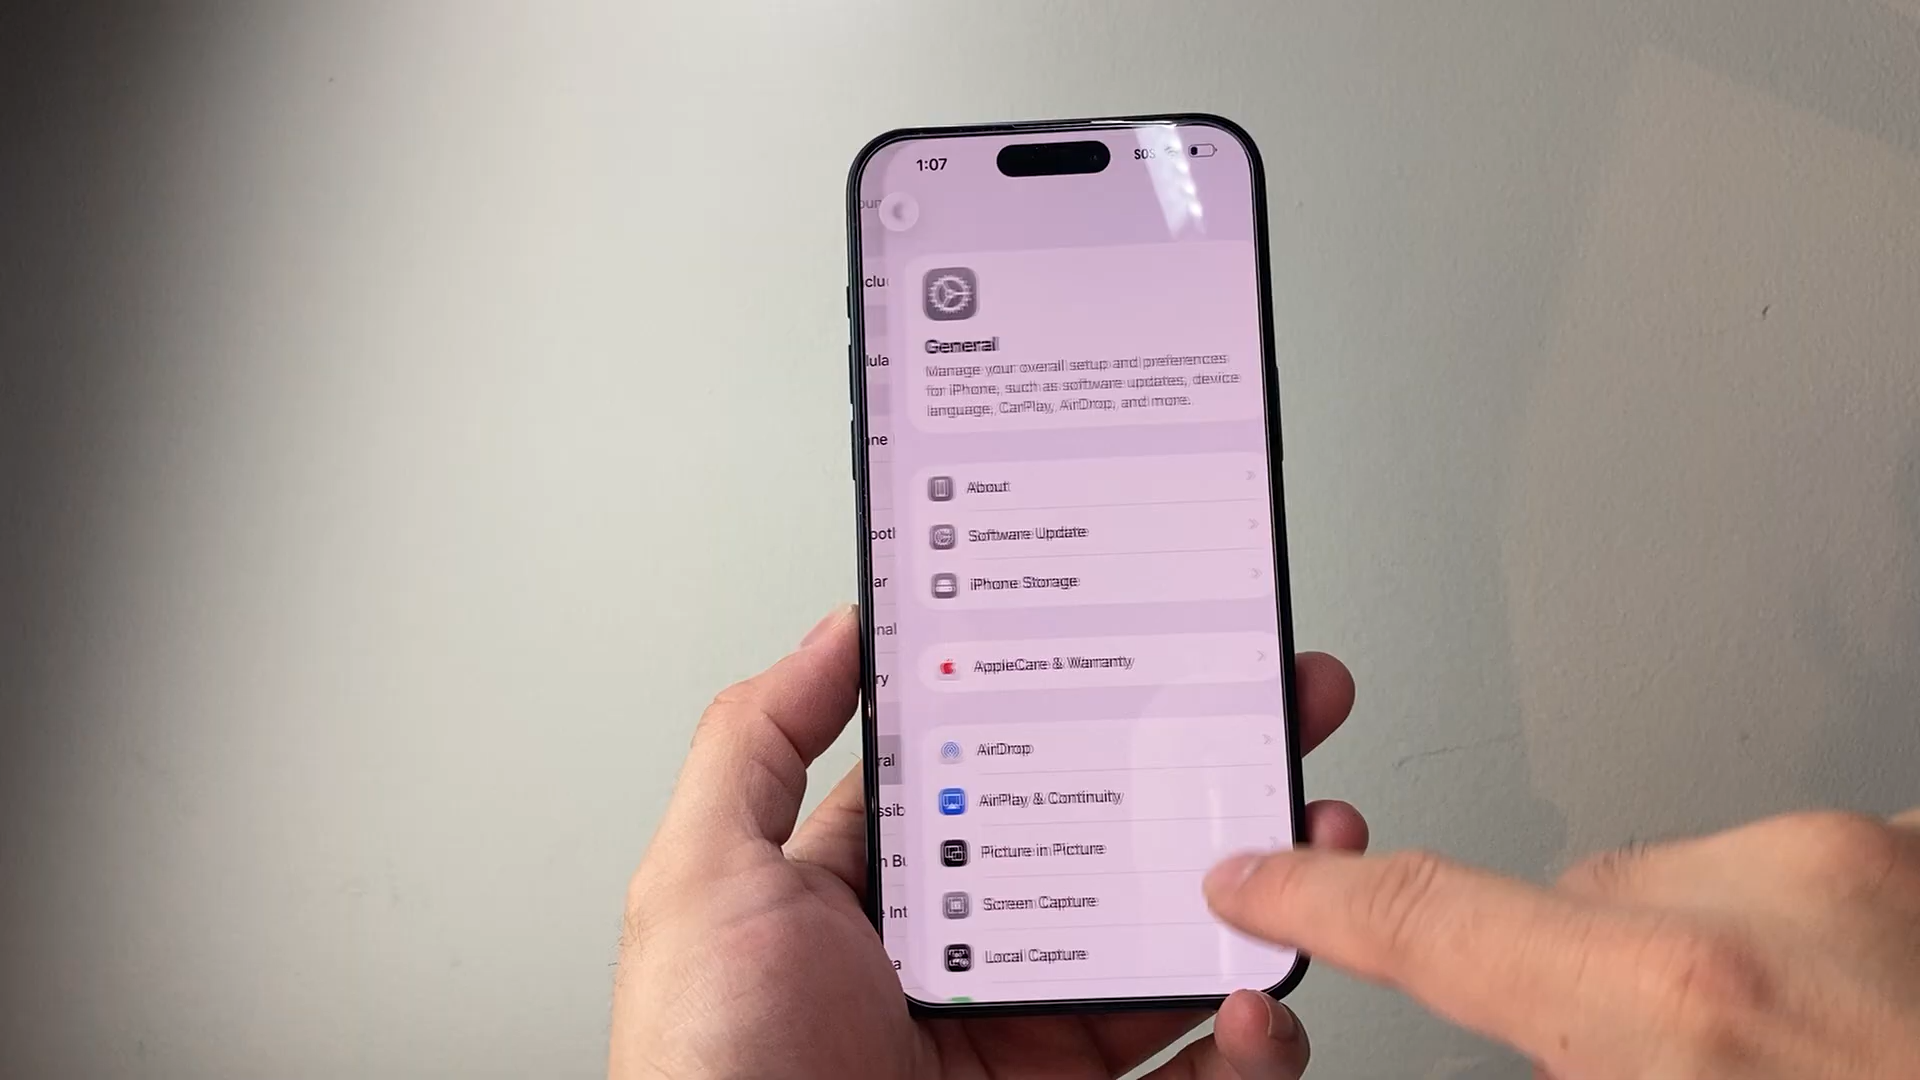 1:07
SOS
General
Manage your overall setup and preferences
for iPhone, such as software updates, device
language, CarPlay, AirDrop, and more.
About
Software Update
iPhone Storage
AppleCare & Warranty
AirDrop
AirPlay & Continuity
Picture in Picture
Screen Capture
Local Capture